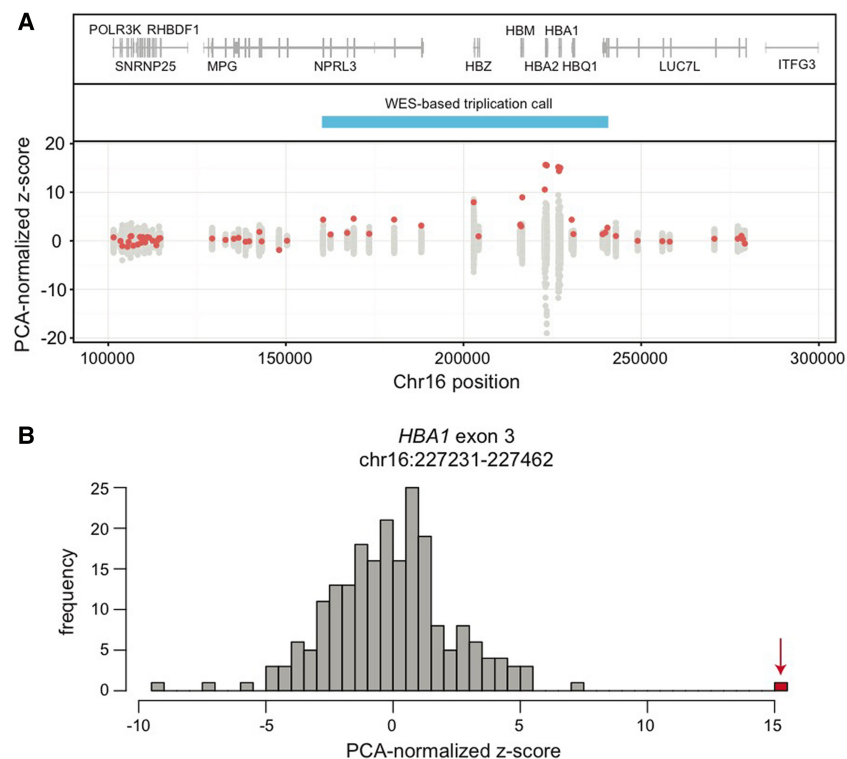 A
POLR3K RHBDF1
HBM HBA1
SNRNP25 MPG NPRL3 HBZ HBA2 HBQ1 LUC7L ITFG3
WES-based triplication call
PCA-normalized z-score
20
10
0
-10
-20
100000 150000 200000 250000 300000
Chr16 position
B
HBA1 exon 3
chr16:227231-227462
frequency
25
20
15
10
5
0
-10 -5 0 5 10 15
PCA-normalized z-score